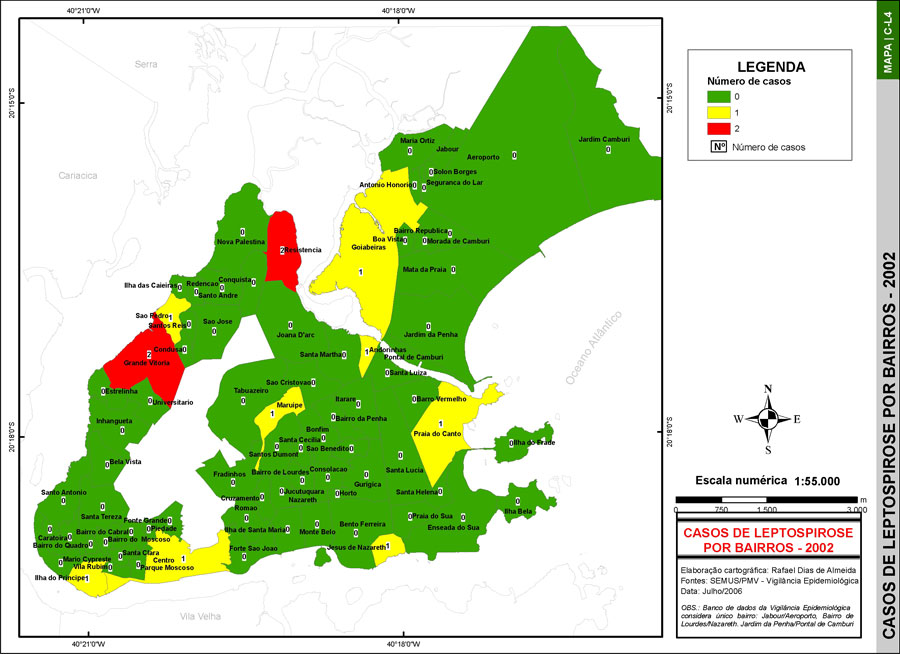 40°21'0"W
40°18'0"W
20°15'0"S
20°18'0"S
20°15'0"S
20°18'0"S
40°21'0"W
40°18'0"W
Serra
Cariacica
Vila Velha
Oceano Atlântico
Maria Ortiz
0
Jabour
Aeroporto
0
Jardim Camburi
0
0
Solon Borges
Antonio Honorio
0
0
Seguranca do Lar
Nova Palestina
0
2
Resistencia
Bairro Republica
0
Boa Vista
0
0
Morada de Camburi
Goiabeiras
1
Mata da Praia
0
Ilha das Caieiras
0
Redencao
0
Conquista
0
Santo Andre
0
Sao Pedro
1
Santos Reis
0
Sao Jose
0
Joana D'arc
0
Jardim da Penha
0
Condusa
0
2
Grande Vitoria
Santa Martha
0
1
Andorinhas
Pontal de Camburi
0
Santa Luiza
0
Estrelinha
0
Universitario
Tabuazeiro
0
Sao Cristovao
0
Maruipe
1
Itarare
0
0
Barro Vermelho
0
Bairro da Penha
Praia do Canto
1
Inhangueta
0
Bonfim
0
Santa Cecilia
0
Santos Dumont
0
Sao Benedito
0
0
Ilha do Frade
0
Bela Vista
Fradinhos
0
Bairro de Lourdes
0
Consolacao
0
Gurigica
0
Santa Lucia
0
Santo Antonio
0
Cruzamento
0
0
Jucutuquara
Nazareth
0
Horto
Santa Helena
0
0
Ilha Bela
Romao
0
Santa Tereza
0
Fonte Grande
0
0
Piedade
Ilha de Santa Maria
0
0
Monte Belo
Bento Ferreira
0
0
Praia do Sua
0
Enseada do Sua
Caratoira
0
Bairro do Cabral
0
Bairro do Quadro
0
0
Bairro do Moscoso
Forte Sao Joao
0
Jesus de Nazareth
1
Mario Cypreste
0
0
Santa Clara
Vila Rubim
0
Centro
1
0
Parque Moscoso
Ilha do Principe
1
LEGENDA
Número de casos
0
1
2
Nº Número de casos
N
W E
S
Escala numérica 1:55.000
0 750 1.500 3.000
m
CASOS DE LEPTOSPIROSE
POR BAIRROS - 2002
Elaboração cartográfica: Rafael Dias de Almeida
Fontes: SEMUS/PMV - Vigilância Epidemiológica
Data: Julho/2006
OBS.: Banco de dados da Vigilância Epidemiológica
considera único bairro: Jabour/Aeroporto, Bairro de
Lourdes/Nazareth. Jardim da Penha/Pontal de Camburi
MAPA | C-L4
CASOS DE LEPTOSPIROSE POR BAIRROS - 2002